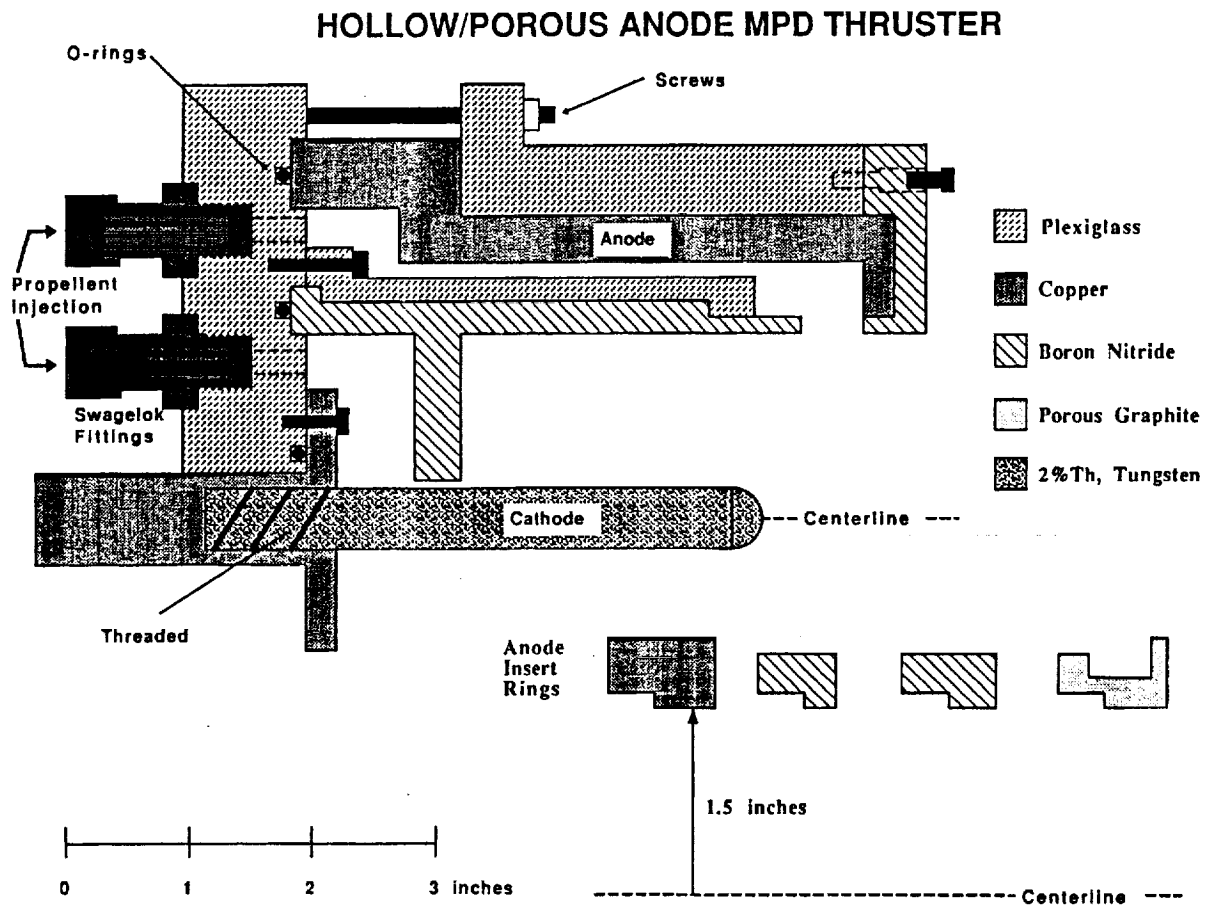 HOLLOW/POROUS ANODE MPD THRUSTER
O-rings
Screws
Anode
Propellent
Injection
Swagelok
Fittings
Plexiglass
Copper
Boron Nitride
Porous Graphite
2%Th, Tungsten
Cathode
Centerline
Threaded
Anode
Insert
Rings
1.5 inches
0 1 2 3 inches
Centerline